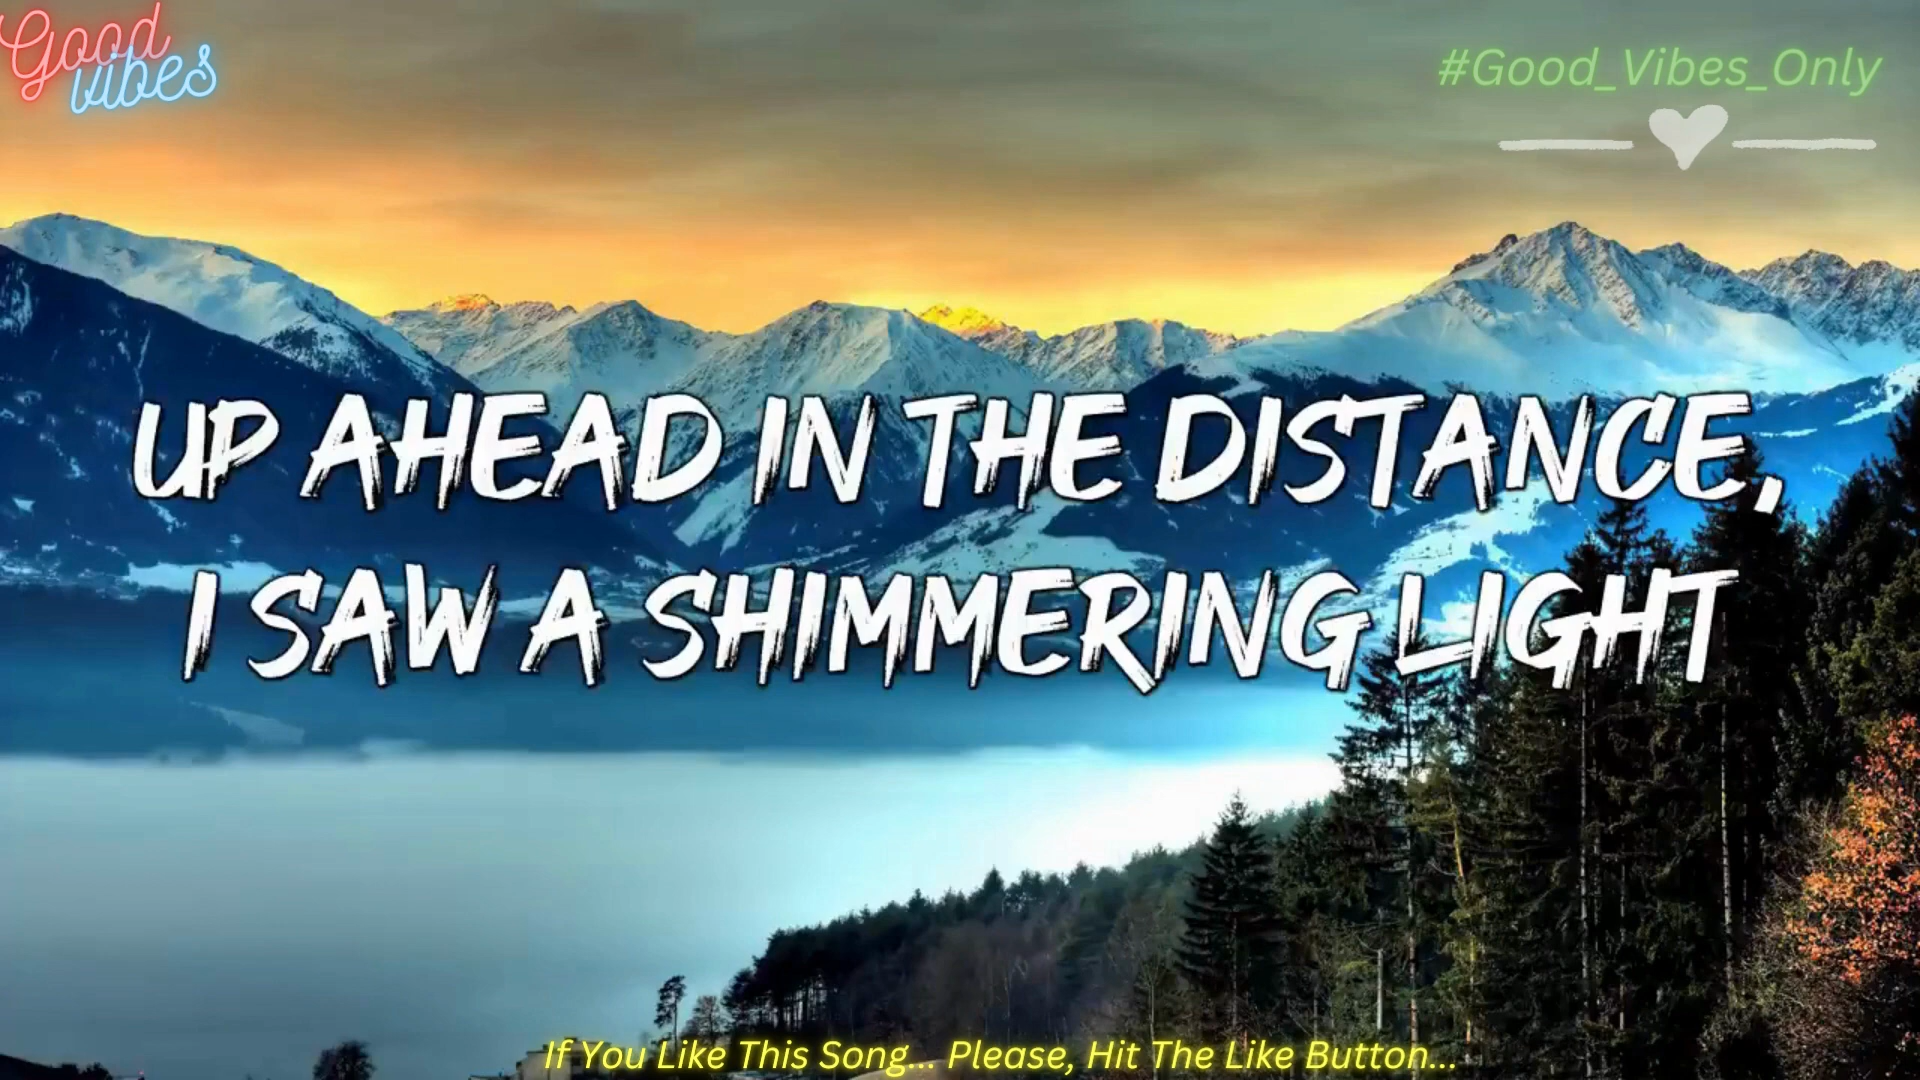 Good
vibes
#Good_Vibes_Only
UP AHEAD IN THE DISTANCE,
I SAW A SHIMMERING LIGHT
If You Like This Song... Please, Hit The Like Button...